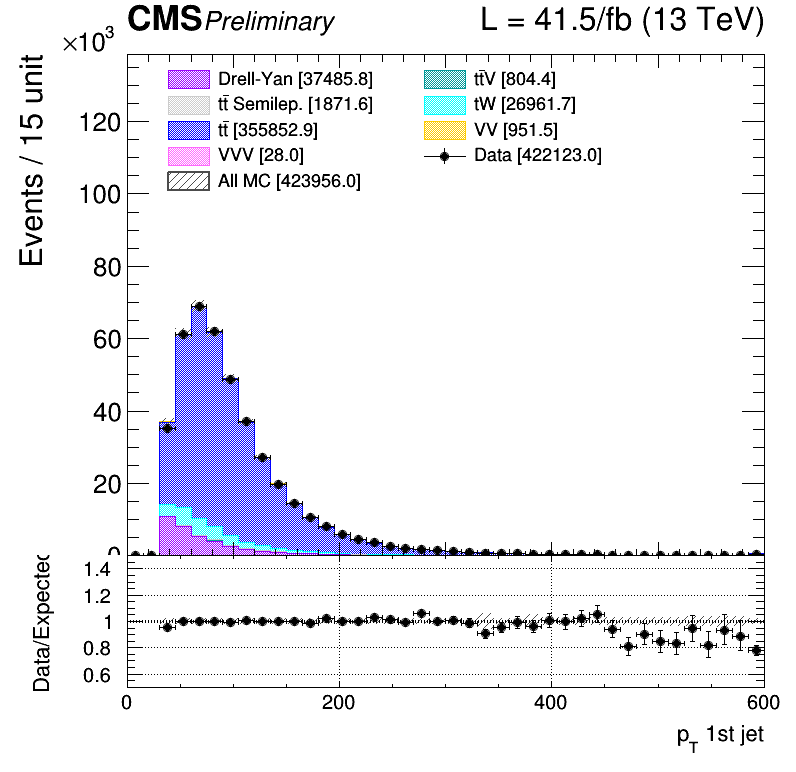 CMS Preliminary L = 41.5/fb (13 TeV)
×10³
Events / 15 unit
Drell-Yan [37485.8]
tt̄ Semilep. [1871.6]
tt̄ [355852.9]
VVV [28.0]
All MC [423956.0]
tt̄V [804.4]
tW [26961.7]
VV [951.5]
Data [422123.0]
120
100
80
60
40
20
0
Data/Expected
1.4
1.2
1
0.8
0.6
0 200 400 600
p_T 1st jet